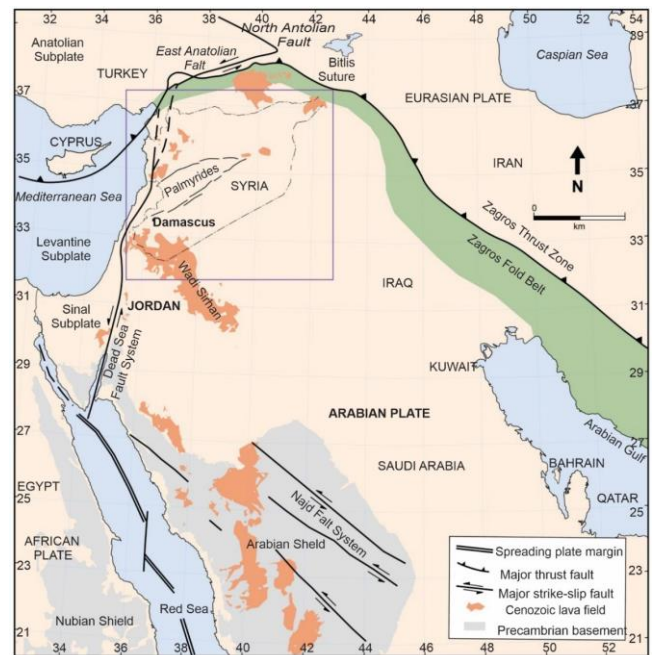 32
34
36
38
40
42
44
46
48
50
52
54
39
37
35
33
31
29
27
25
23
21
39
37
35
33
31
29
27
25
23
21
32
34
36
38
40
42
44
46
48
50
52
54
North Antolian
Fault
Anatolian
Subplate
East Anatolian
Falt
TURKEY
Bitlis
Suture
Caspian Sea
EURASIAN PLATE
CYPRUS
IRAN
N
0
km
Mediterranean Sea
Palmyrides
SYRIA
Damascus
Levantine
Subplate
Wadi Sirhan
Zagros Thrust Zone
Zagros Fold Belt
IRAQ
Sinal
Subplate
JORDAN
Dead Sea
Fault System
KUWAIT
ARABIAN PLATE
Arabian Gulf
SAUDI ARABIA
BAHRAIN
QATAR
EGYPT
AFRICAN
PLATE
Najd Falt System
Arabian Sheld
Nubian Shield
Red Sea
Spreading plate margin
Major thrust fault
Major strike-slip fault
Cenozoic lava field
Precambrian basement